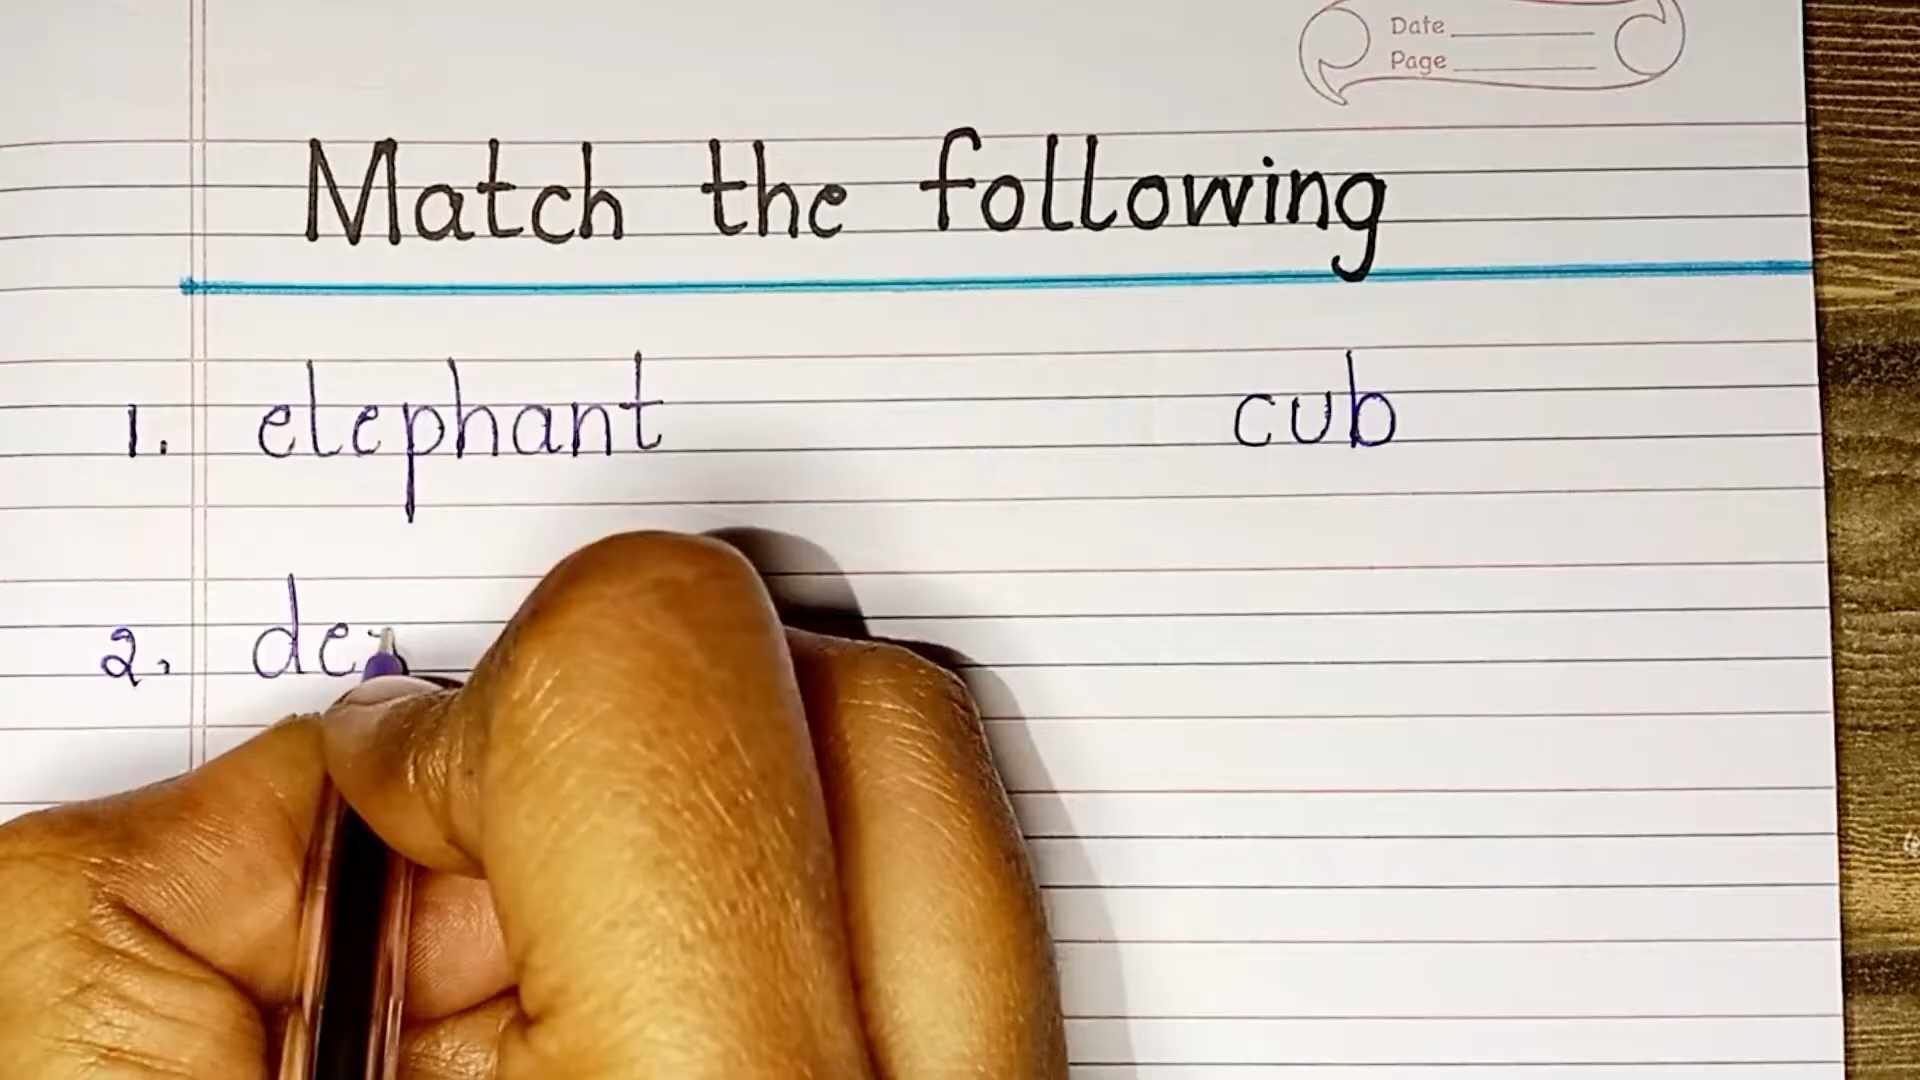 Date
Page
Match the following
1. elephant cub
2. de